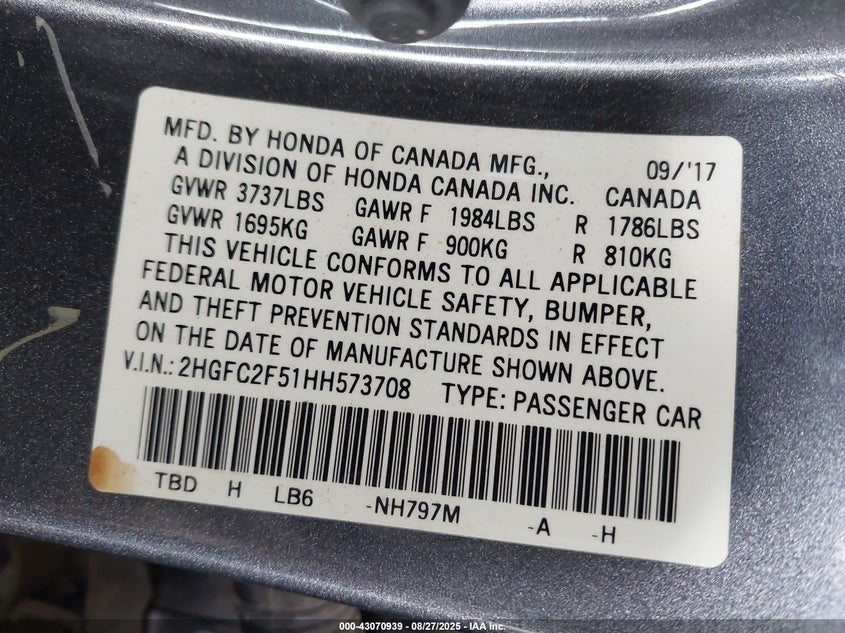 MFD. BY HONDA OF CANADA MFG., 09/'17
A DIVISION OF HONDA CANADA INC. CANADA
GVWR 3737LBS GAWR F 1984LBS R 1786LBS
GVWR 1695KG GAWR F 900KG R 810KG
THIS VEHICLE CONFORMS TO ALL APPLICABLE
FEDERAL MOTOR VEHICLE SAFETY, BUMPER,
AND THEFT PREVENTION STANDARDS IN EFFECT
ON THE DATE OF MANUFACTURE SHOWN ABOVE.
V.I.N.: 2HGFC2F51HH573708 TYPE: PASSENGER CAR
TBD H LB6 -NH797M -A -H
000-43070939 - 08/27/2025 - IAA Inc.